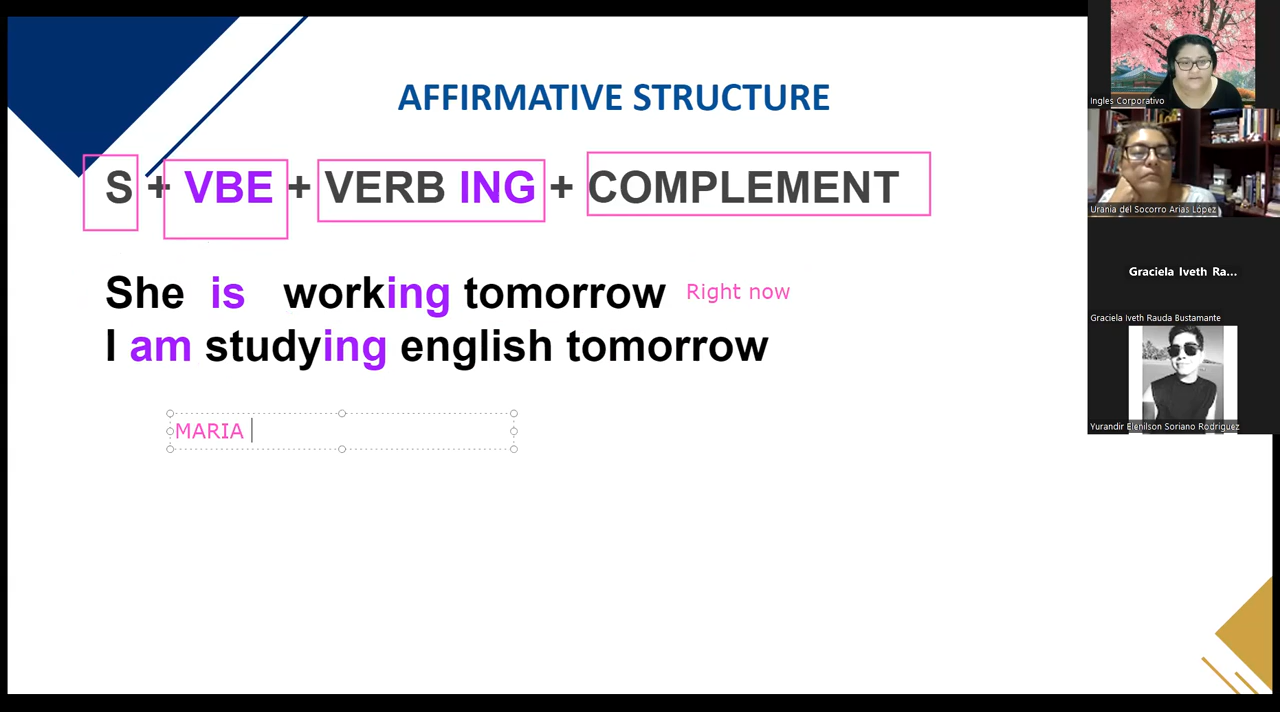 AFFIRMATIVE STRUCTURE
S + VBE + VERB ING + COMPLEMENT
She is working tomorrow Right now
I am studying english tomorrow
MARIA
Ingles Corporativo
Urania del Socorro Arias Lopez
Graciela Iveth Ra...
Graciela Iveth Rauda Bustamante
Yurandir Elenilson Soriano Rodriguez